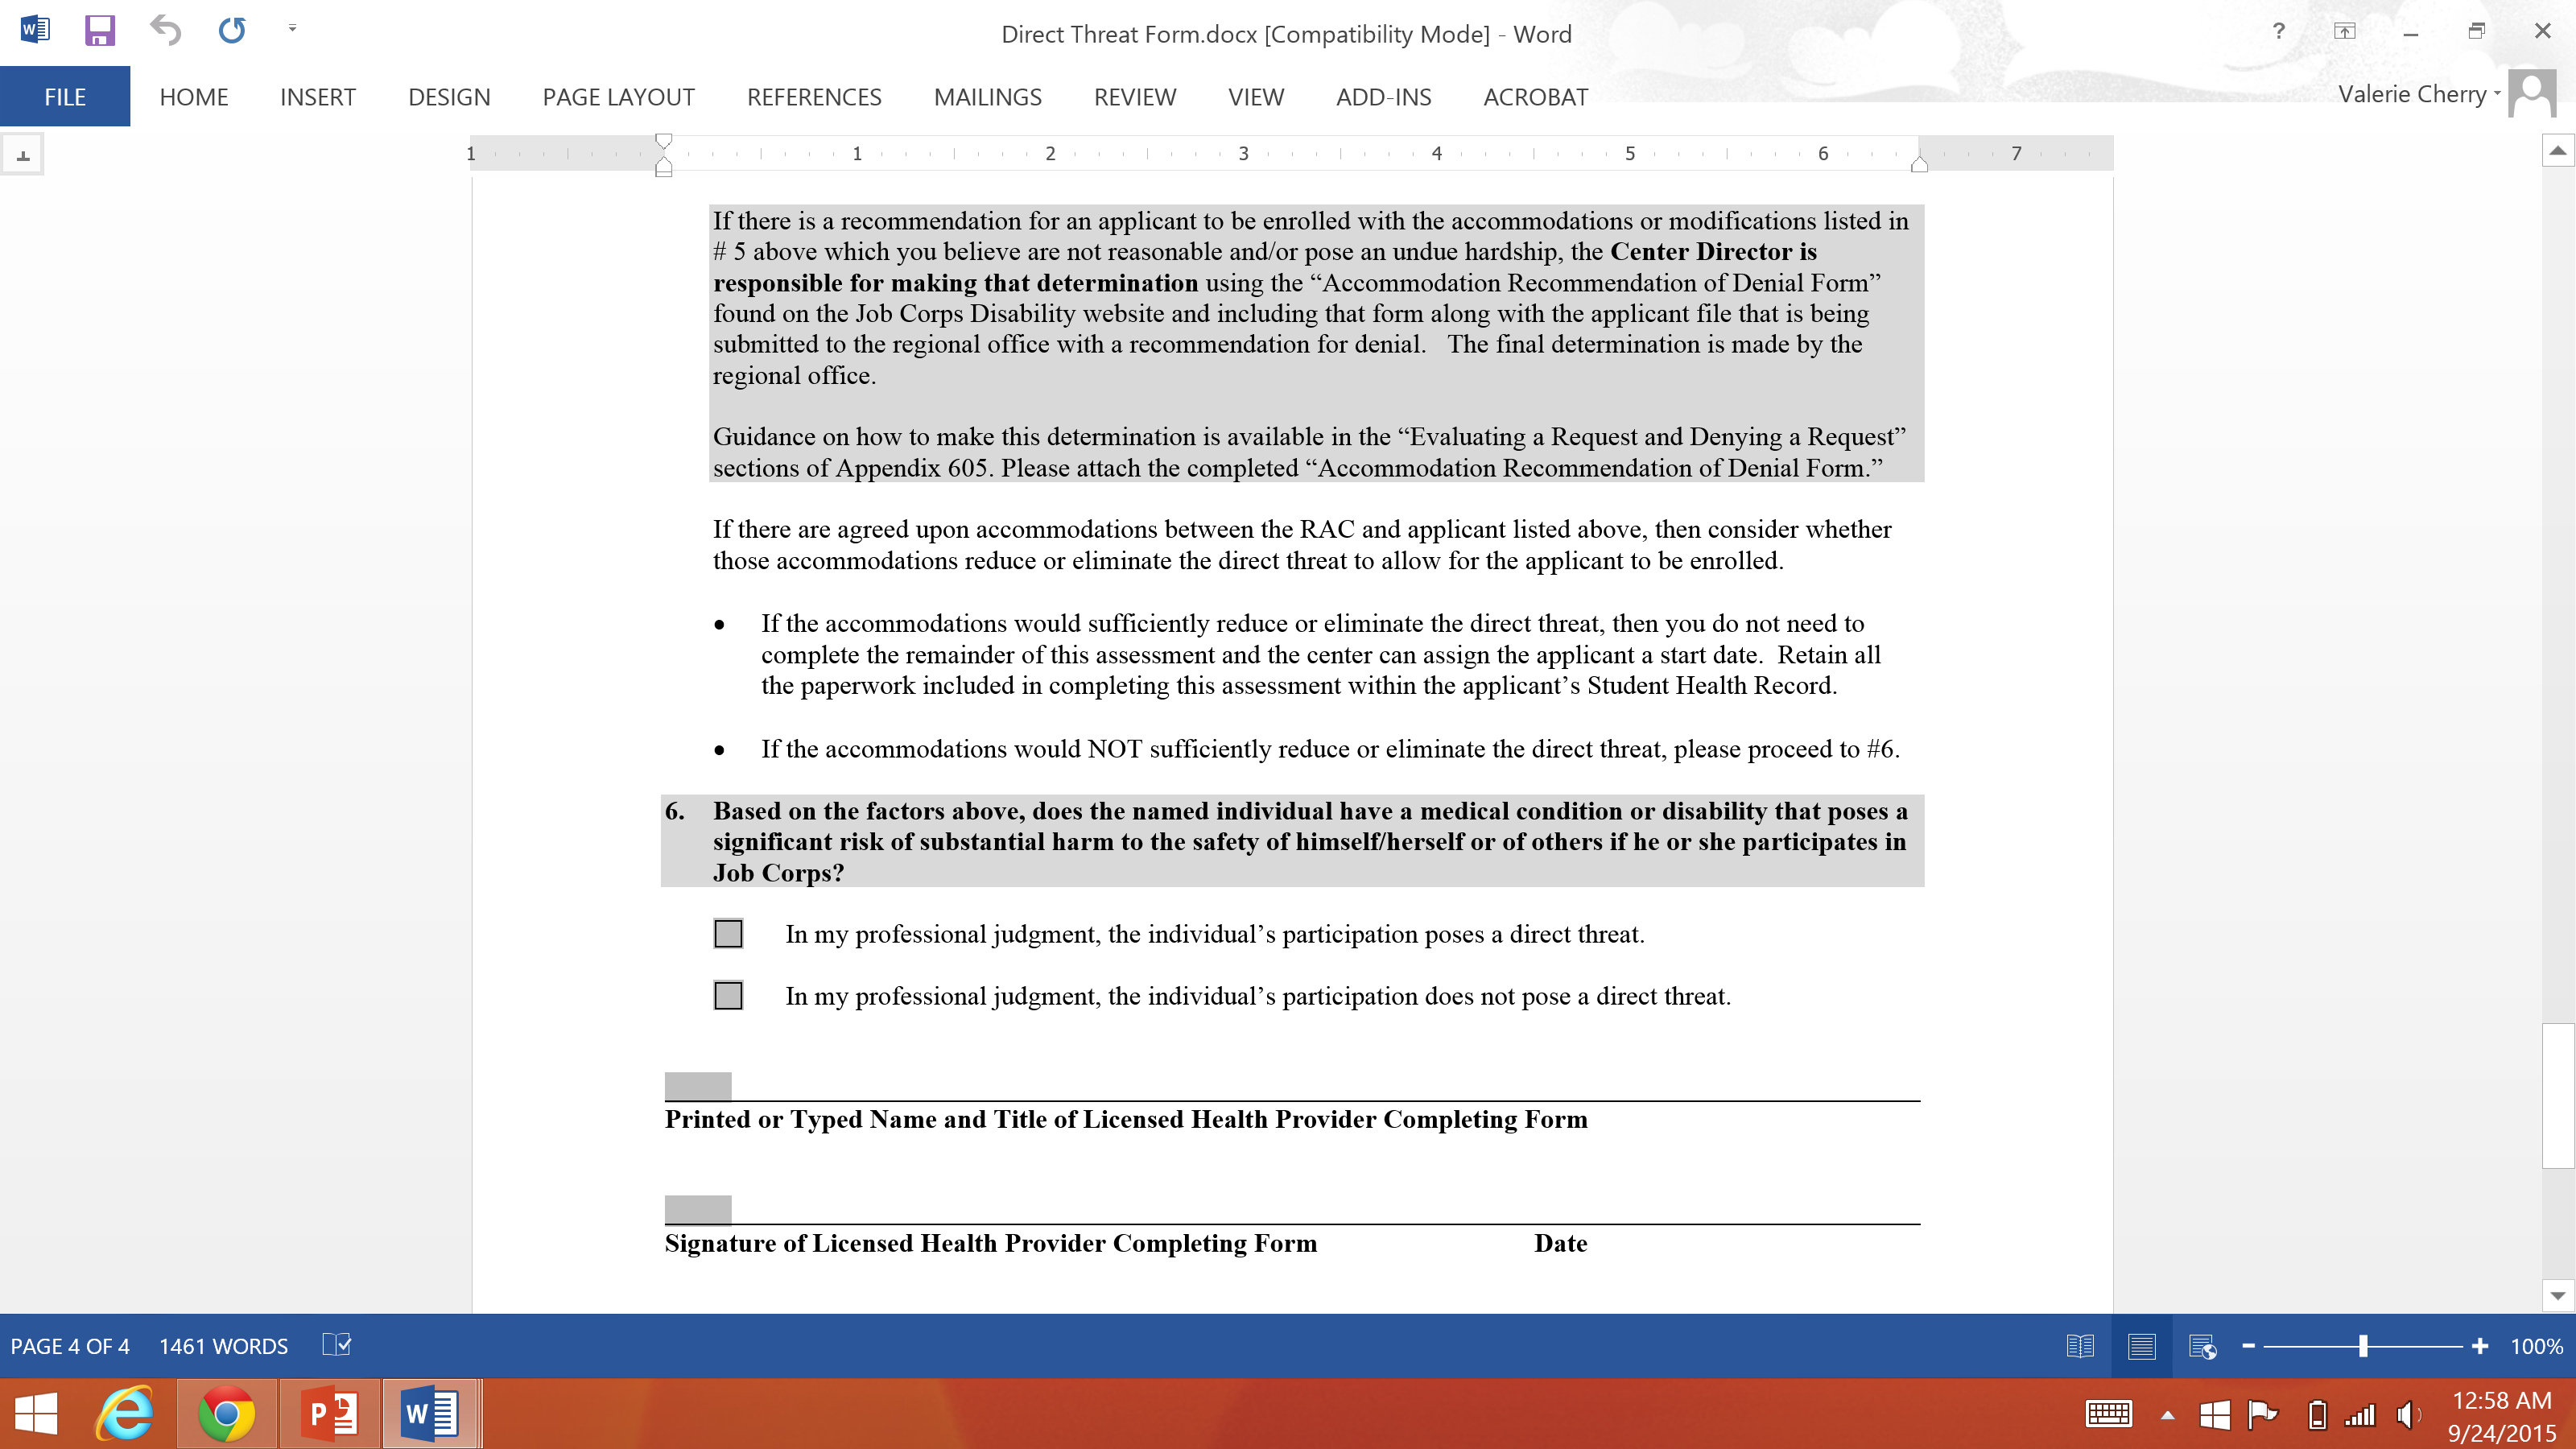 Direct Threat Form.docx [Compatibility Mode] - Word
?
FILE HOME INSERT DESIGN PAGE LAYOUT REFERENCES MAILINGS REVIEW VIEW ADD-INS ACROBAT Valerie Cherry
1 1 2 3 4 5 6 7
If there is a recommendation for an applicant to be enrolled with the accommodations or modifications listed in
# 5 above which you believe are not reasonable and/or pose an undue hardship, the Center Director is
responsible for making that determination using the “Accommodation Recommendation of Denial Form”
found on the Job Corps Disability website and including that form along with the applicant file that is being
submitted to the regional office with a recommendation for denial.   The final determination is made by the
regional office.
Guidance on how to make this determination is available in the “Evaluating a Request and Denying a Request”
sections of Appendix 605. Please attach the completed “Accommodation Recommendation of Denial Form.”
If there are agreed upon accommodations between the RAC and applicant listed above, then consider whether
those accommodations reduce or eliminate the direct threat to allow for the applicant to be enrolled.
• If the accommodations would sufficiently reduce or eliminate the direct threat, then you do not need to
complete the remainder of this assessment and the center can assign the applicant a start date.  Retain all
the paperwork included in completing this assessment within the applicant’s Student Health Record.
• If the accommodations would NOT sufficiently reduce or eliminate the direct threat, please proceed to #6.
6. Based on the factors above, does the named individual have a medical condition or disability that poses a
significant risk of substantial harm to the safety of himself/herself or of others if he or she participates in
Job Corps?
In my professional judgment, the individual’s participation poses a direct threat.
In my professional judgment, the individual’s participation does not pose a direct threat.
Printed or Typed Name and Title of Licensed Health Provider Completing Form
Signature of Licensed Health Provider Completing Form Date
PAGE 4 OF 4 1461 WORDS 100%
12:58 AM
9/24/2015